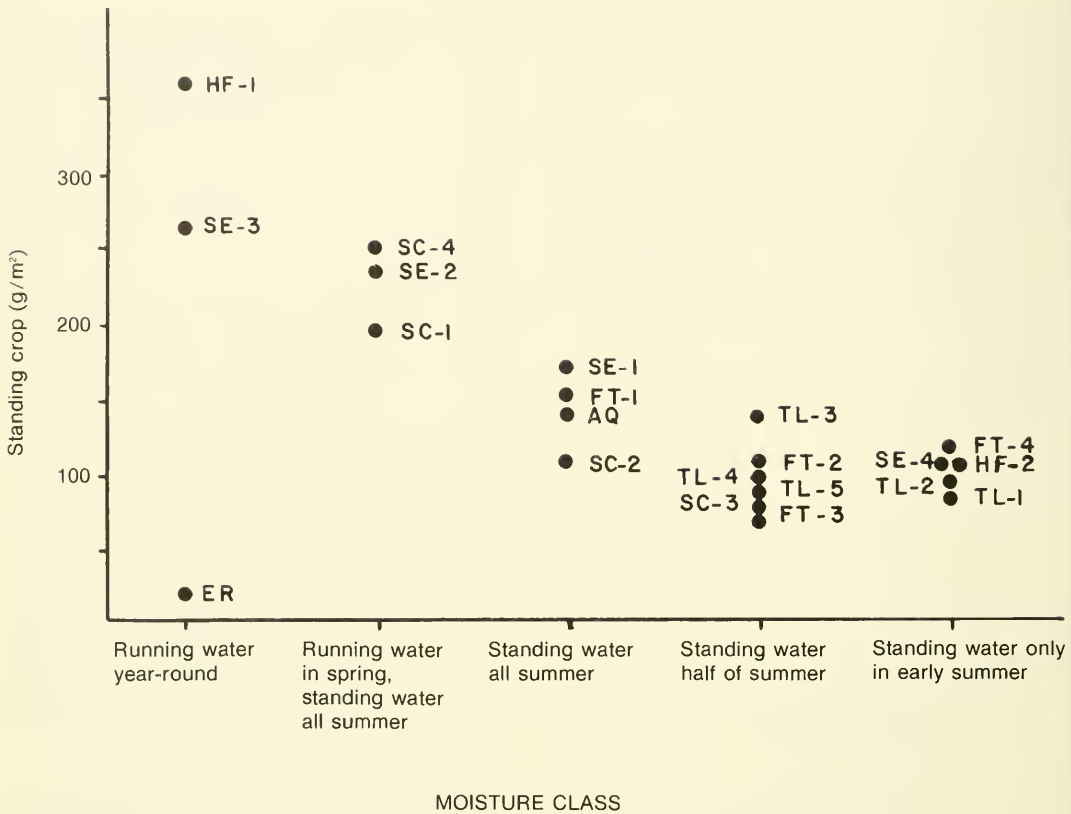 HF-1
300
SE-3
SC-4
SE-2
200
SC-1
SE-1
FT-1
AQ
SC-2
TL-3
100
FT-2
TL-4
TL-5
SC-3
FT-3
FT-4
SE-4
HF-2
TL-2
TL-1
ER
Standing crop (g/m²)
Running water
year-round
Running water
in spring,
standing water
all summer
Standing water
all summer
Standing water
half of summer
Standing water only
in early summer
MOISTURE CLASS